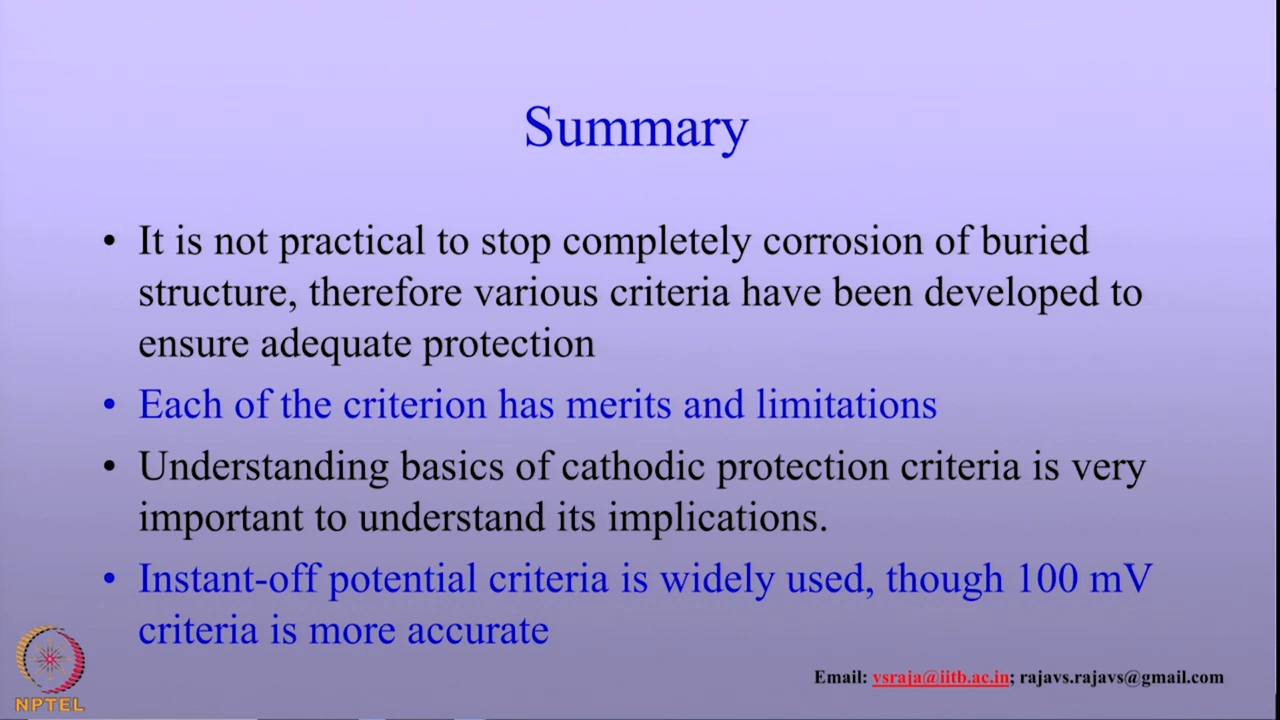 Summary
• It is not practical to stop completely corrosion of buried
structure, therefore various criteria have been developed to
ensure adequate protection
• Each of the criterion has merits and limitations
• Understanding basics of cathodic protection criteria is very
important to understand its implications.
• Instant-off potential criteria is widely used, though 100 mV
criteria is more accurate
Email: vsraja@iitb.ac.in; rajavs.rajavs@gmail.com
NPTEL